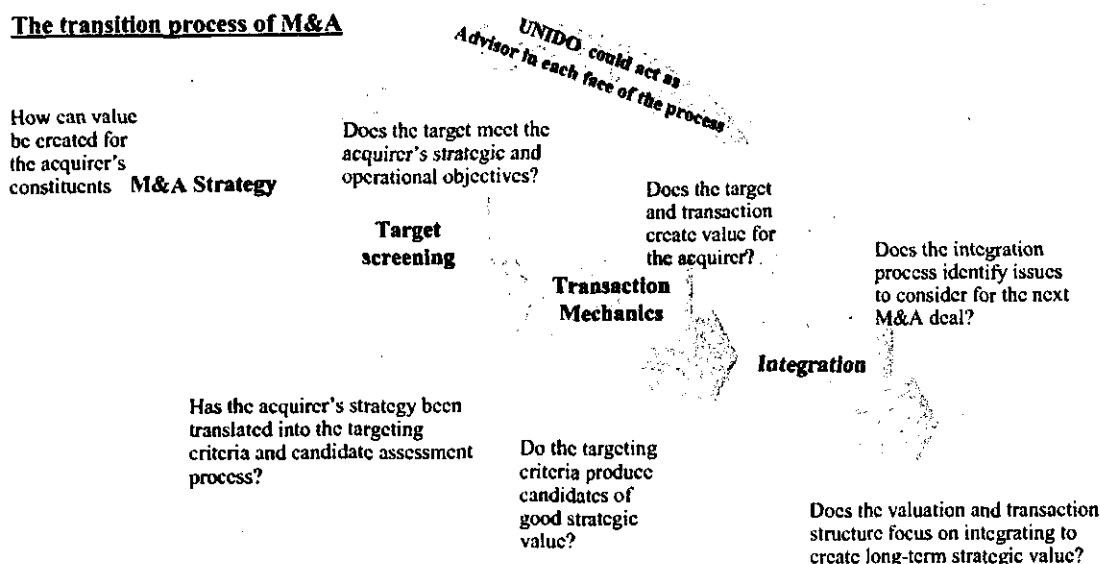 The transition process of M&A
UNIDO could act as
Advisor in each face of the process
How can value
be created for
the acquirer's
constituents
M&A Strategy
Does the target meet the
acquirer's strategic and
operational objectives?
Target
screening
Does the target
and transaction
create value for
the acquirer?
Transaction
Mechanics
Does the integration
process identify issues
to consider for the next
M&A deal?
Integration
Has the acquirer's strategy been
translated into the targeting
criteria and candidate assessment
process?
Do the targeting
criteria produce
candidates of
good strategic
value?
Does the valuation and transaction
structure focus on integrating to
create long-term strategic value?